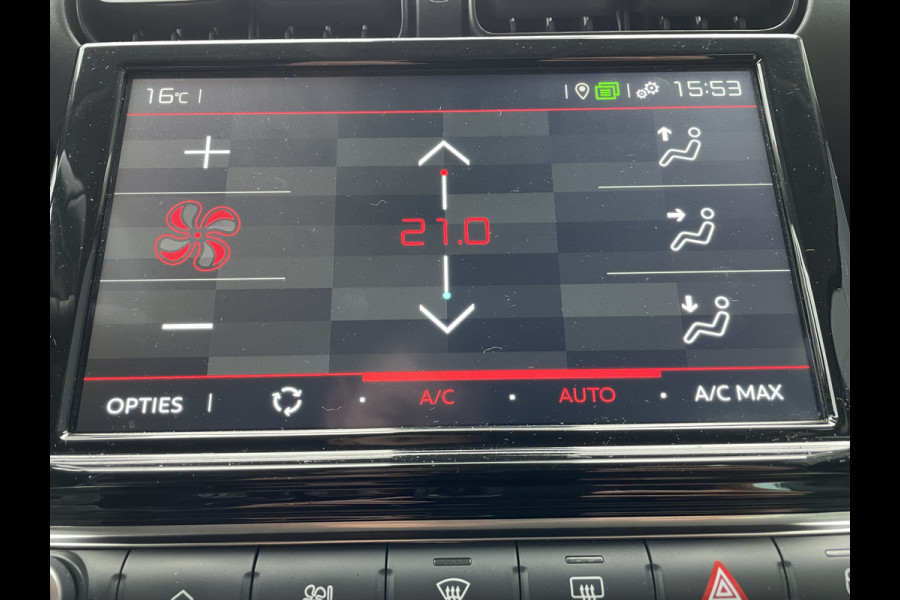 16°C
15:53
21.0
OPTIES A/C AUTO A/C MAX